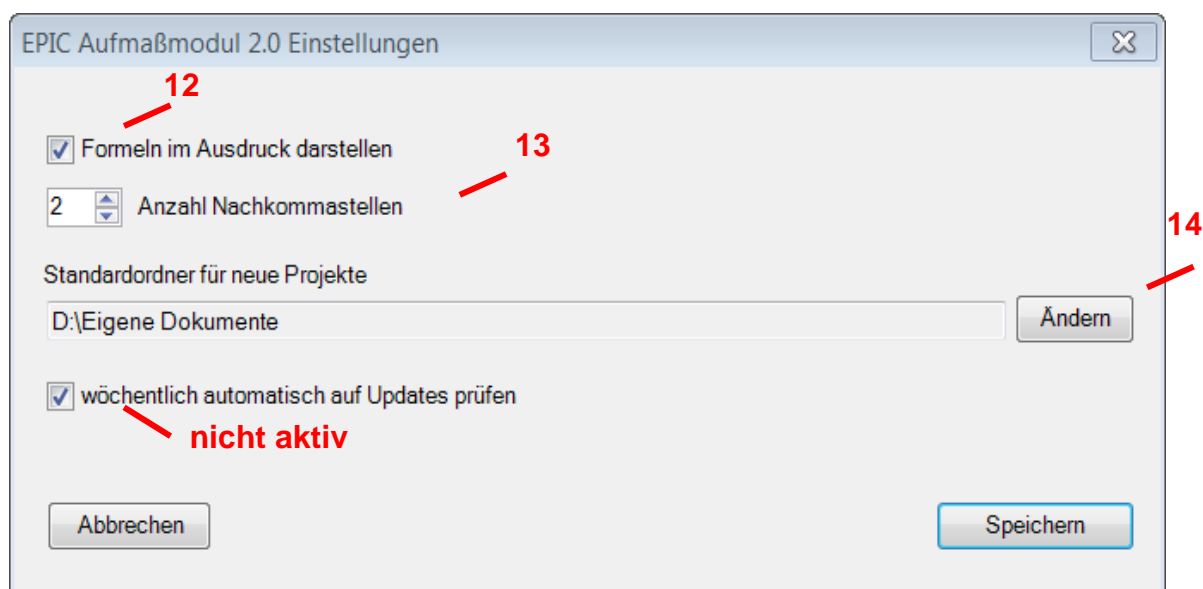 EPIC Aufmaßmodul 2.0 Einstellungen
12
Formeln im Ausdruck darstellen
13
2 Anzahl Nachkommastellen
14
Standardordner für neue Projekte
D:\Eigene Dokumente Ändern
wöchentlich automatisch auf Updates prüfen
nicht aktiv
Abbrechen Speichern